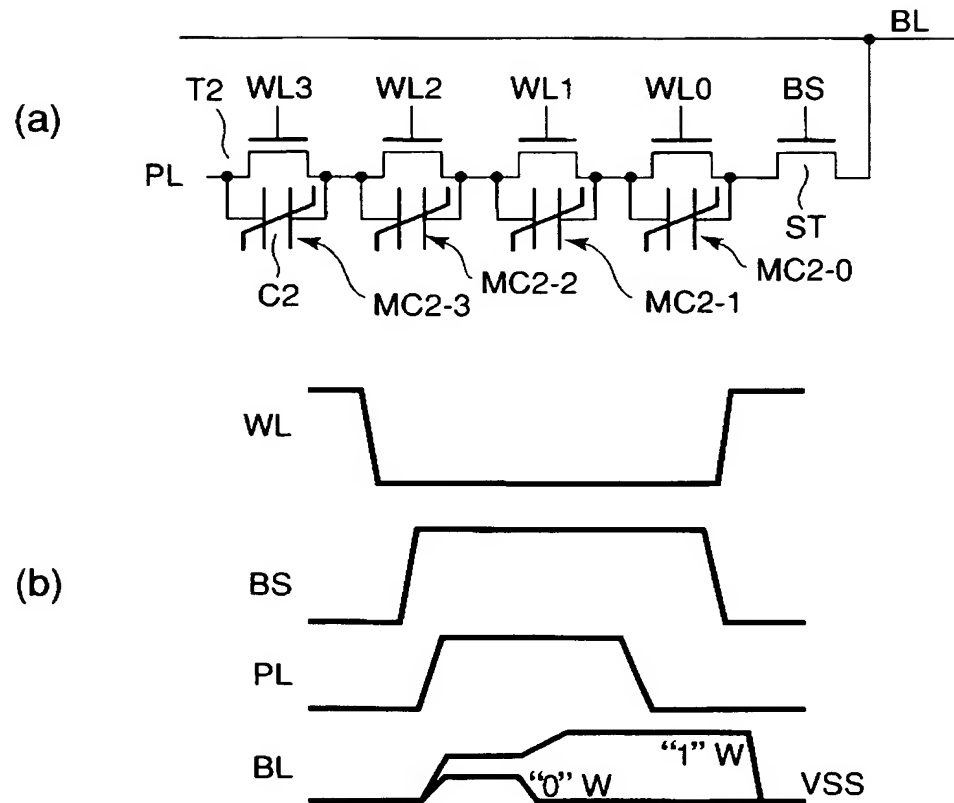 BL
(a)
T2 WL3 WL2 WL1 WL0 BS
PL
ST
C2 MC2-3 MC2-2 MC2-1 MC2-0
WL
(b)
BS
PL
BL
“0” W
“1” W
VSS